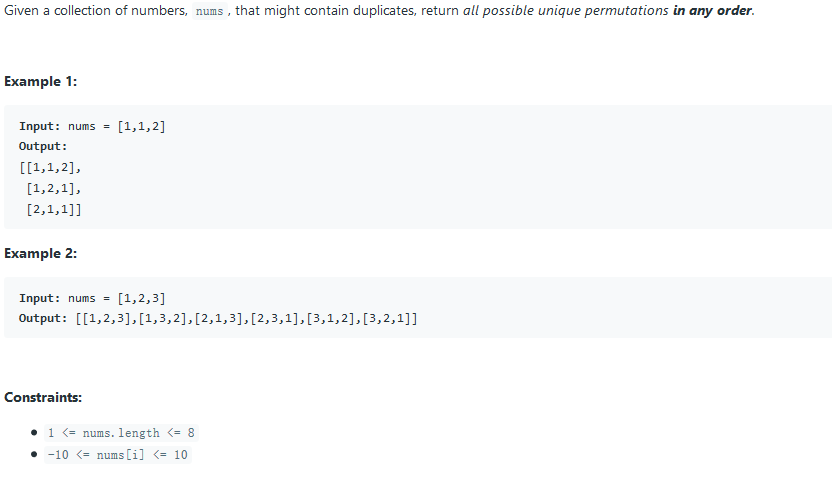 Given a collection of numbers, nums , that might contain duplicates, return all possible unique permutations in any order.
Example 1:
Input: nums = [1,1,2]
Output:
[[1,1,2],
[1,2,1],
[2,1,1]]
Example 2:
Input: nums = [1,2,3]
Output: [[1,2,3],[1,3,2],[2,1,3],[2,3,1],[3,1,2],[3,2,1]]
Constraints:
• 1 <= nums.length <= 8
• -10 <= nums[i] <= 10